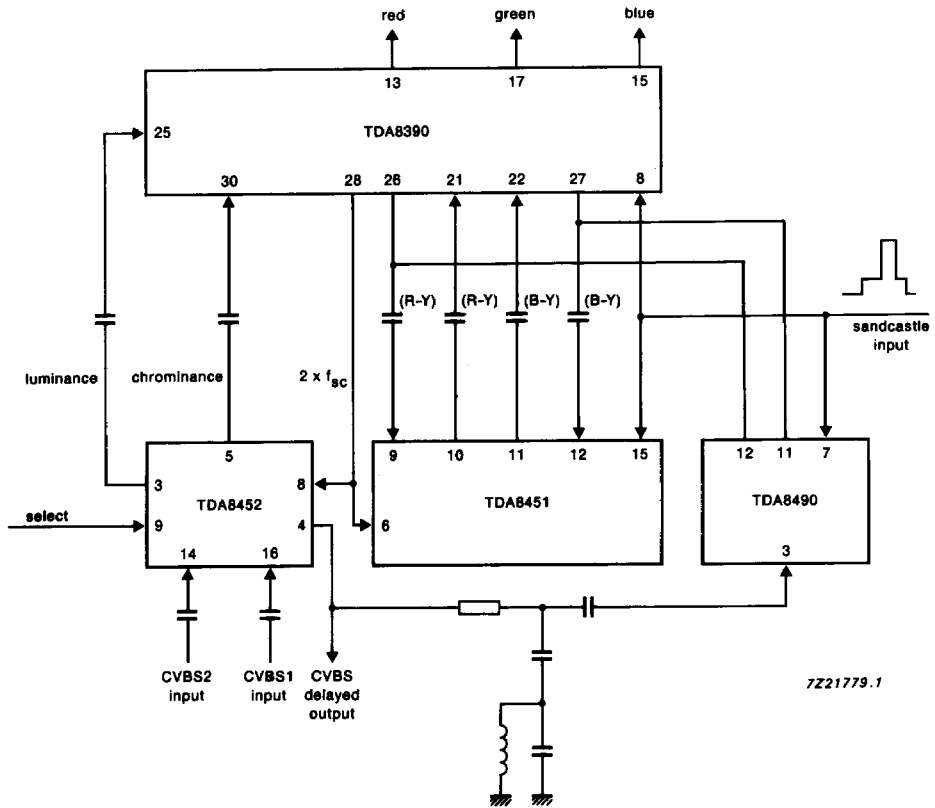 red green blue
13 17 15
25 TDA8390
30 28 26 21 22 27 8
(R-Y) (R-Y) (B-Y) (B-Y)
sandcastle
input
luminance chrominance 2 x fsc
5 9 10 11 12 15 12 11 7
3 TDA8452 8 TDA8451 TDA8490
select 9 4 6
14 16 3
CVBS2
input
CVBS1
input
CVBS
delayed
output
7Z21779.1